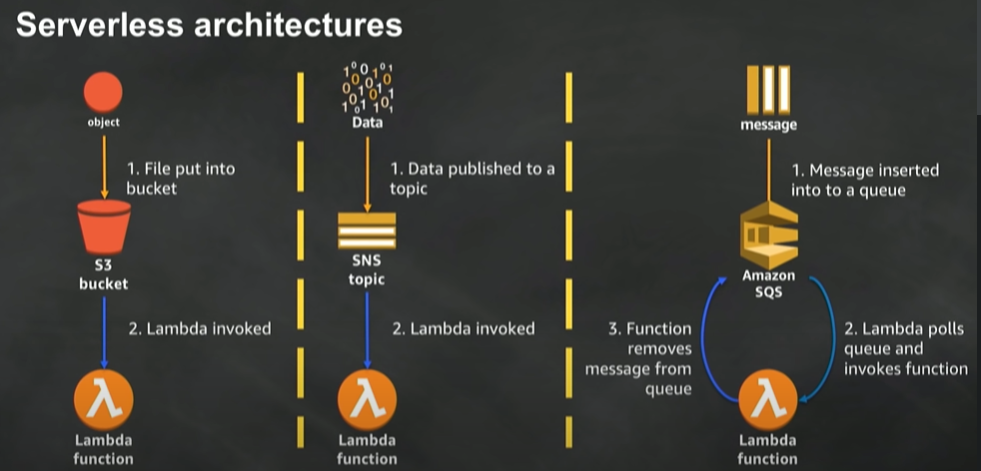 Serverless architectures
object
1. File put into
bucket
S3
bucket
2. Lambda invoked
Lambda
function
Data
1. Data published to a
topic
SNS
topic
2. Lambda invoked
Lambda
function
message
1. Message inserted
into to a queue
Amazon
SQS
3. Function
removes
message from
queue
2. Lambda polls
queue and
invokes function
Lambda
function